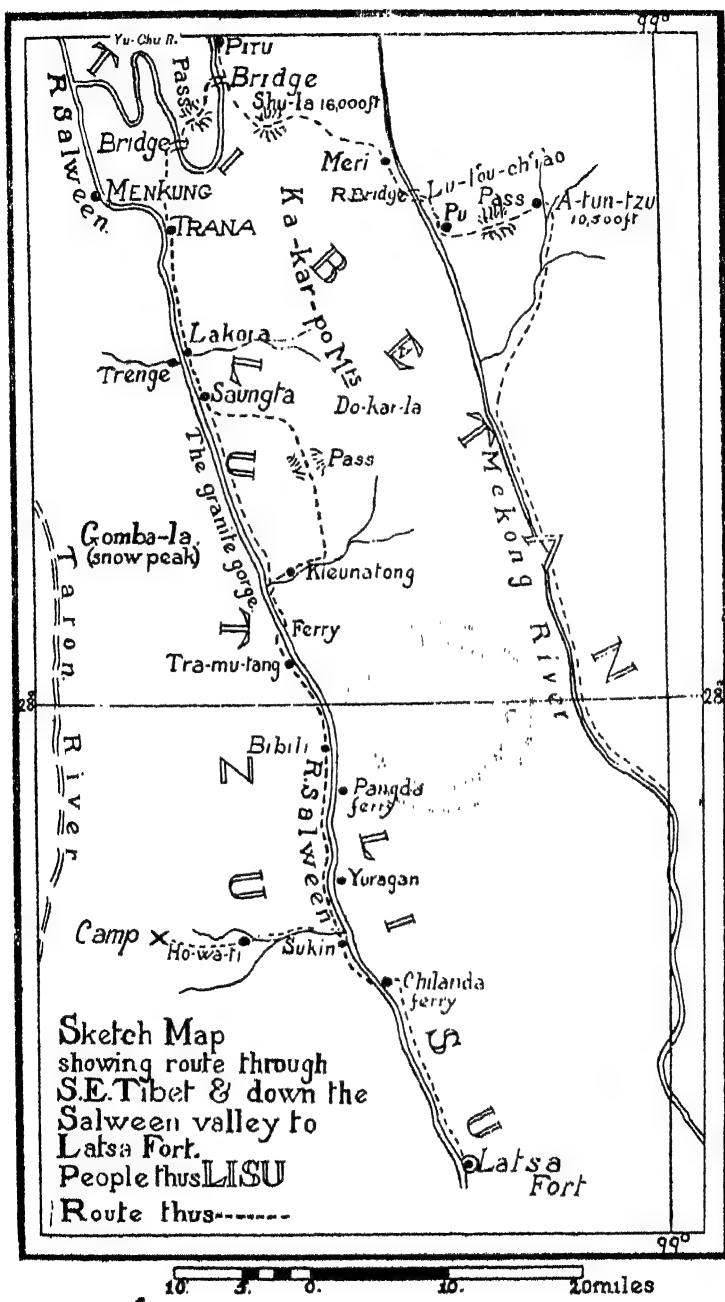 99°
Yu-Chu R.
PIRU
Bridge
Pass
Shu-la 16,000ft
R.Salween.
Bridge
MENKUNG
TRANA
Meri
R.Bridge
Lu-tou-ch'iao
Pu
Pass
A-tun-tzu
10,500ft
TIBETAN
Ka-kar-po Mts
Lakora
Trenge
Saungta
Do-kar-la
Pass
The granite gorge.
LUTZU
Mekong River
Gomba-la,
(snow peak)
Kieunatong
Taron River
Ferry
Tra-mu-tang
28°
28°
Bibili
R.Salween
Pangda
ferry
Yuragan
LISU
Camp
Ho-wa-ti
Sukin
Chilanda
ferry
Sketch Map
showing route through
S.E.Tibet & down the
Salween valley to
Latsa Fort.
People thus LISU
Route thus-------
Latsa
Fort
99°
10. 5. 0. 10. 20 miles